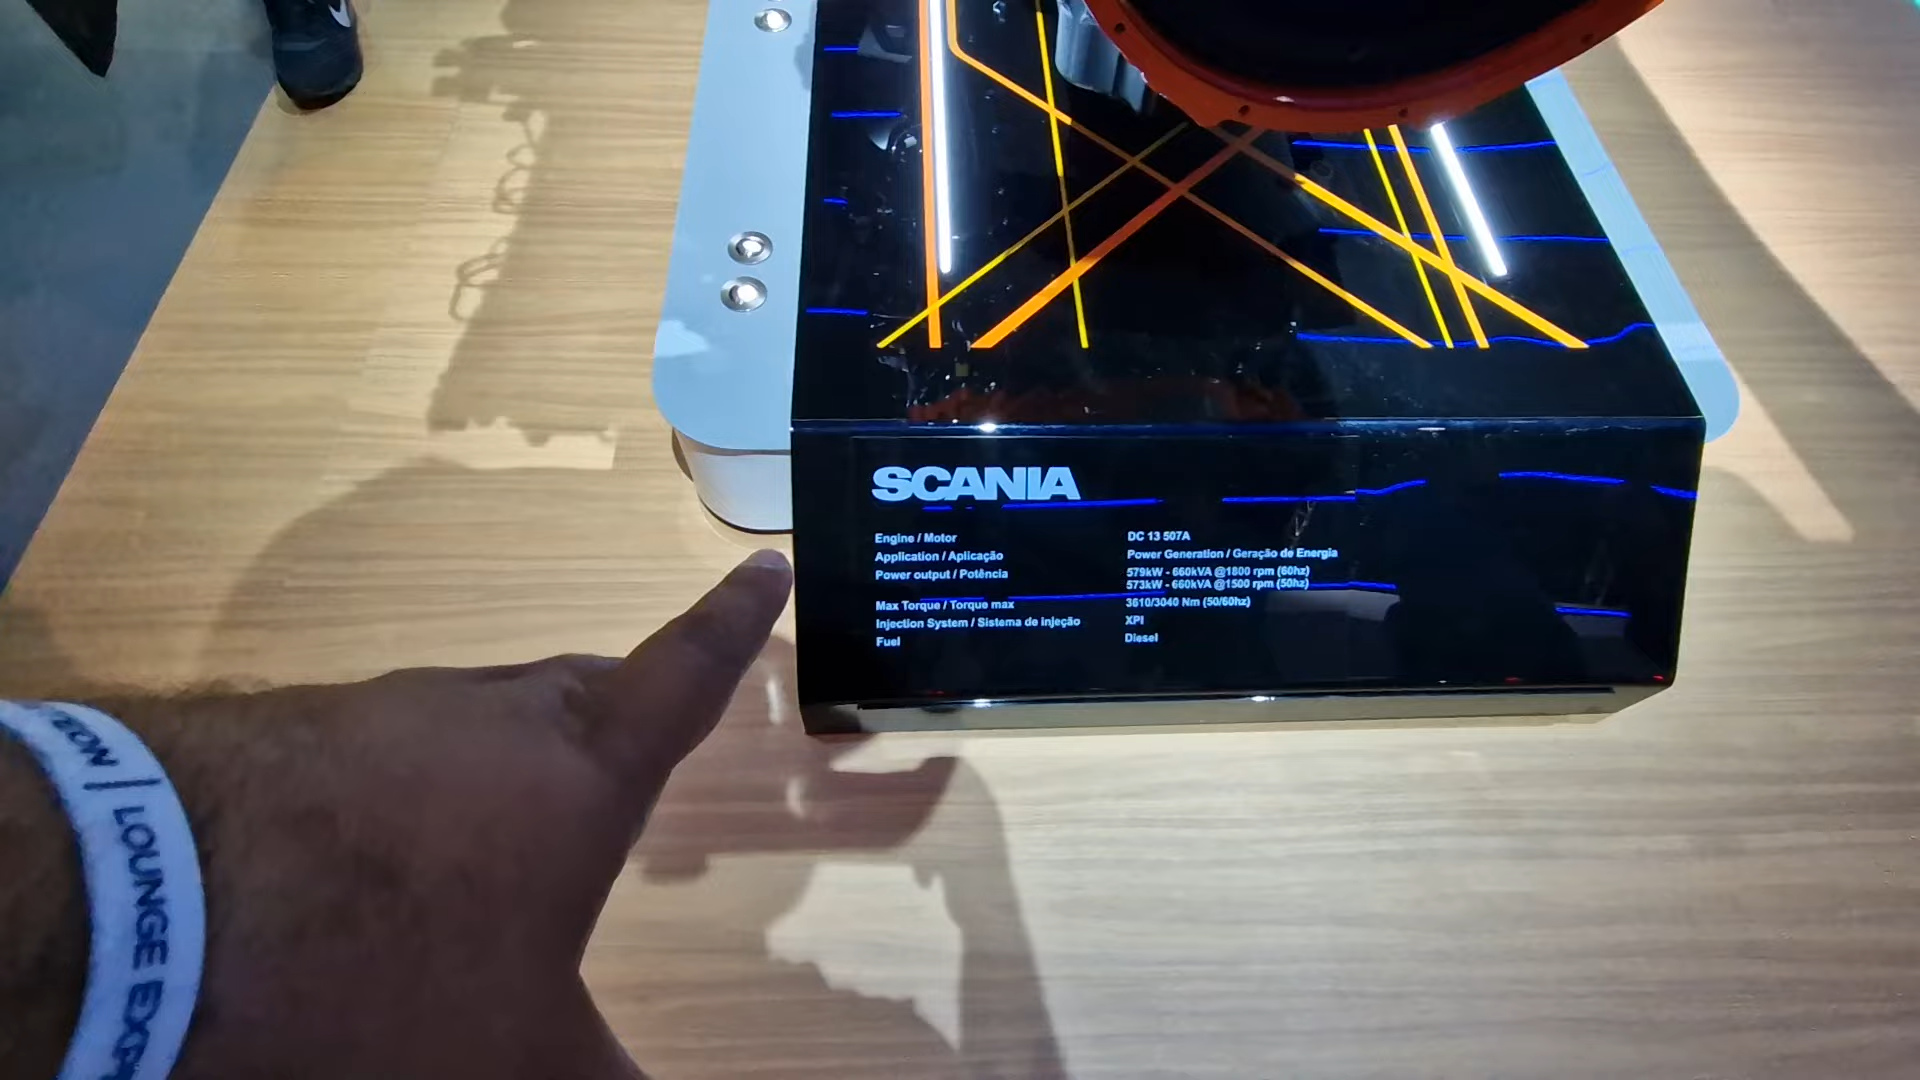 SCANIA
Engine / Motor DC 13 507A
Application / Aplicação Power Generation / Geração de Energia
Power output / Potência 579kW - 660kVA @1800 rpm (60hz)
573kW - 660kVA @1500 rpm (50hz)
Max Torque / Torque max 3610/3040 Nm (50/60hz)
Injection System / Sistema de injeção XPI
Fuel Diesel
LOUNGE